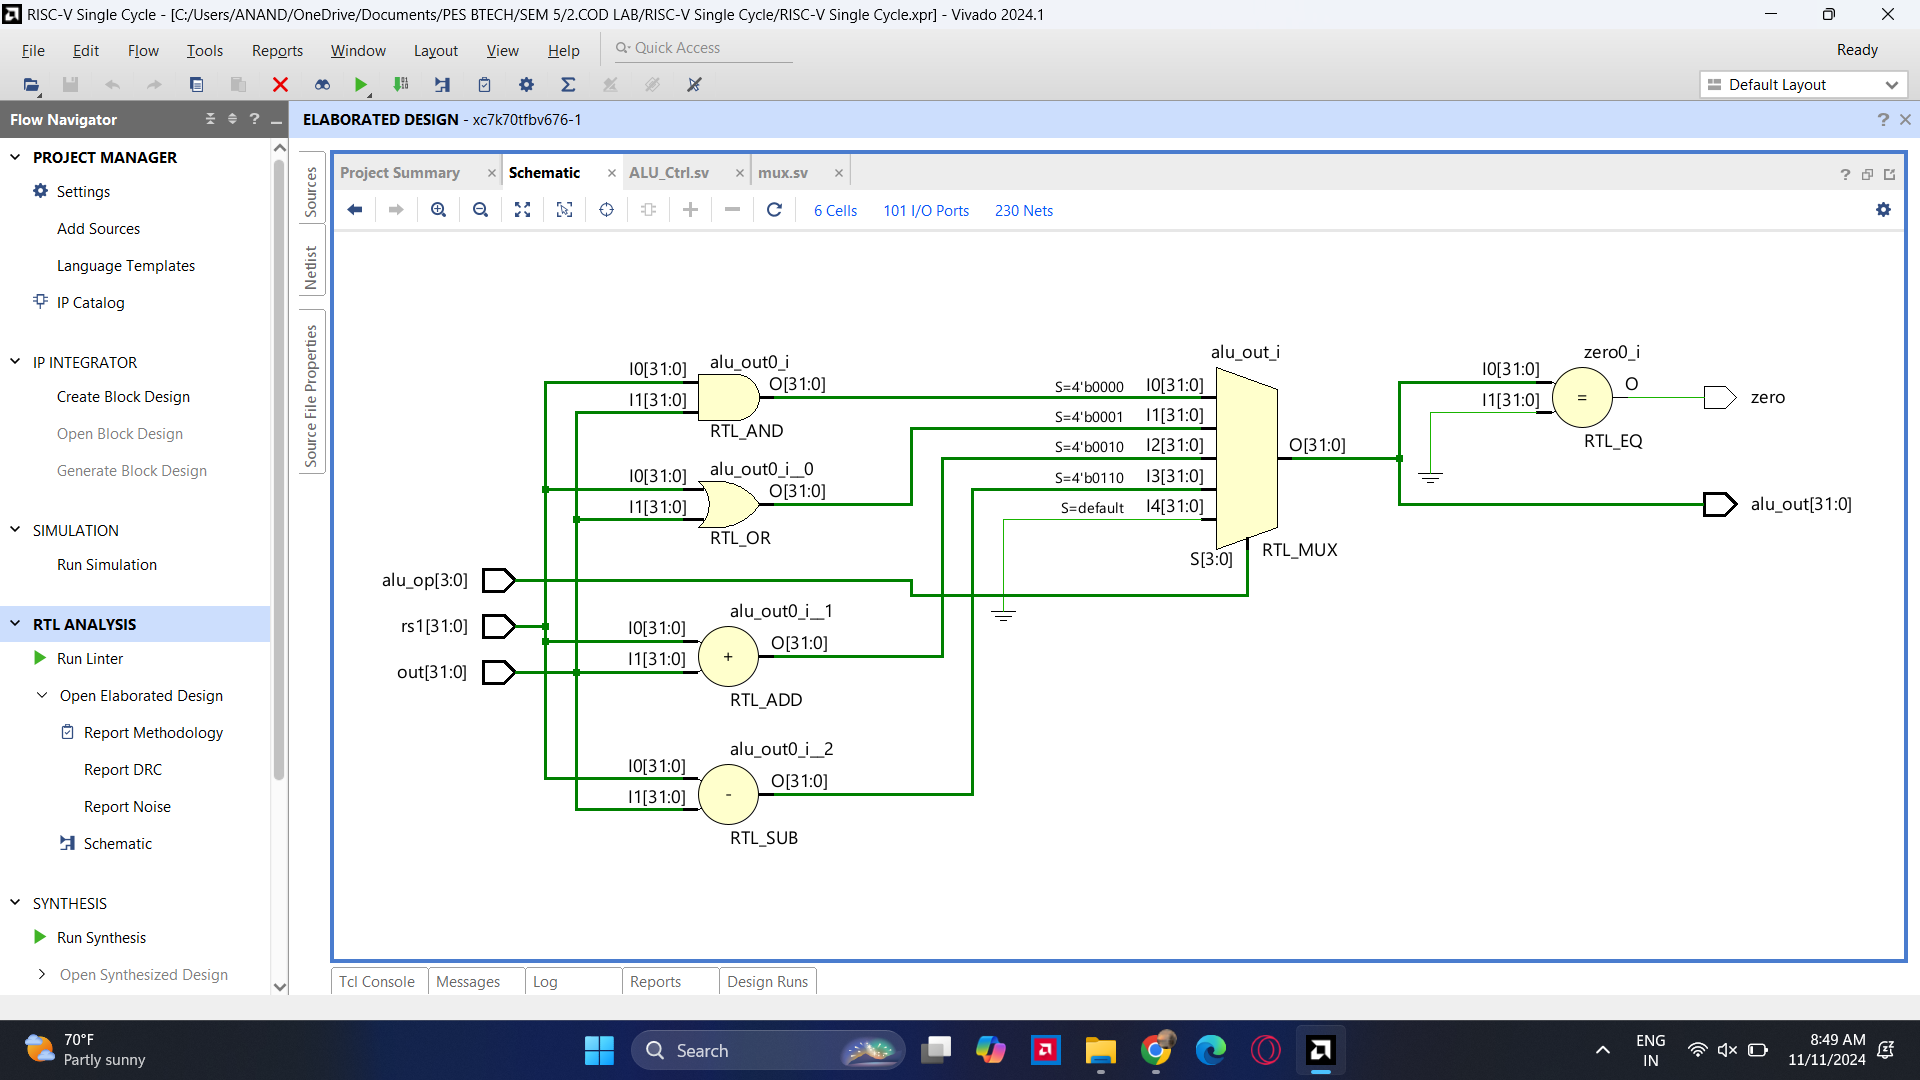 RISC-V Single Cycle - [C:/Users/ANAND/OneDrive/Documents/PES BTECH/SEM 5/2.COD LAB/RISC-V Single Cycle/RISC-V Single Cycle.xpr] - Vivado 2024.1
File Edit Flow Tools Reports Window Layout View Help Quick Access Ready
Default Layout
Flow Navigator
ELABORATED DESIGN - xc7k70tfbv676-1
PROJECT MANAGER
Settings
Add Sources
Language Templates
IP Catalog
IP INTEGRATOR
Create Block Design
Open Block Design
Generate Block Design
SIMULATION
Run Simulation
RTL ANALYSIS
Run Linter
Open Elaborated Design
Report Methodology
Report DRC
Report Noise
Schematic
SYNTHESIS
Run Synthesis
Open Synthesized Design
Sources
Netlist
Source File Properties
Project Summary Schematic ALU_Ctrl.sv mux.sv
6 Cells 101 I/O Ports 230 Nets
alu_op[3:0]
rs1[31:0]
out[31:0]
alu_out0_i
I0[31:0]
I1[31:0]
O[31:0]
RTL_AND
alu_out0_i__0
I0[31:0]
I1[31:0]
O[31:0]
RTL_OR
alu_out0_i__1
I0[31:0]
I1[31:0]
O[31:0]
+
RTL_ADD
alu_out0_i__2
I0[31:0]
I1[31:0]
O[31:0]
-
RTL_SUB
alu_out_i
S=4'b0000 I0[31:0]
S=4'b0001 I1[31:0]
S=4'b0010 I2[31:0]
S=4'b0110 I3[31:0]
S=default I4[31:0]
S[3:0]
O[31:0]
RTL_MUX
zero0_i
I0[31:0]
I1[31:0]
O
=
RTL_EQ
zero
alu_out[31:0]
Tcl Console Messages Log Reports Design Runs
70°F
Partly sunny
Search
ENG
IN
8:49 AM
11/11/2024